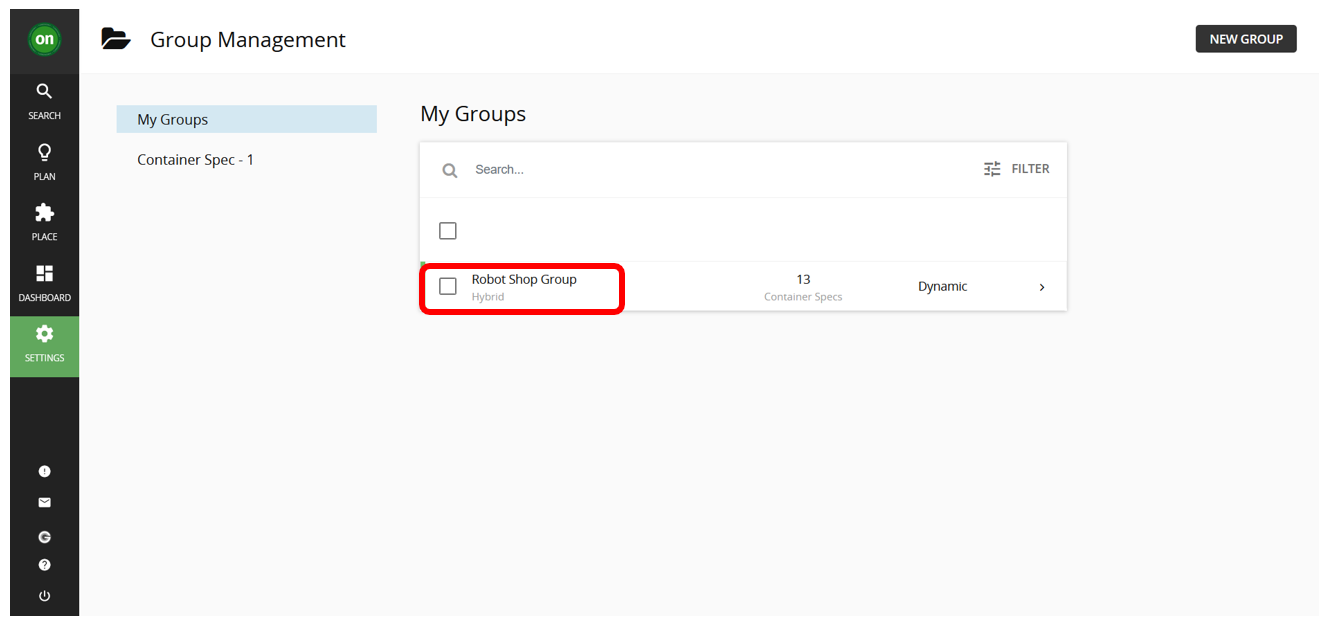 on
Group Management
NEW GROUP
SEARCH
PLAN
PLACE
DASHBOARD
SETTINGS
My Groups
Container Spec - 1
My Groups
Search...
FILTER
Robot Shop Group
Hybrid
13
Container Specs
Dynamic